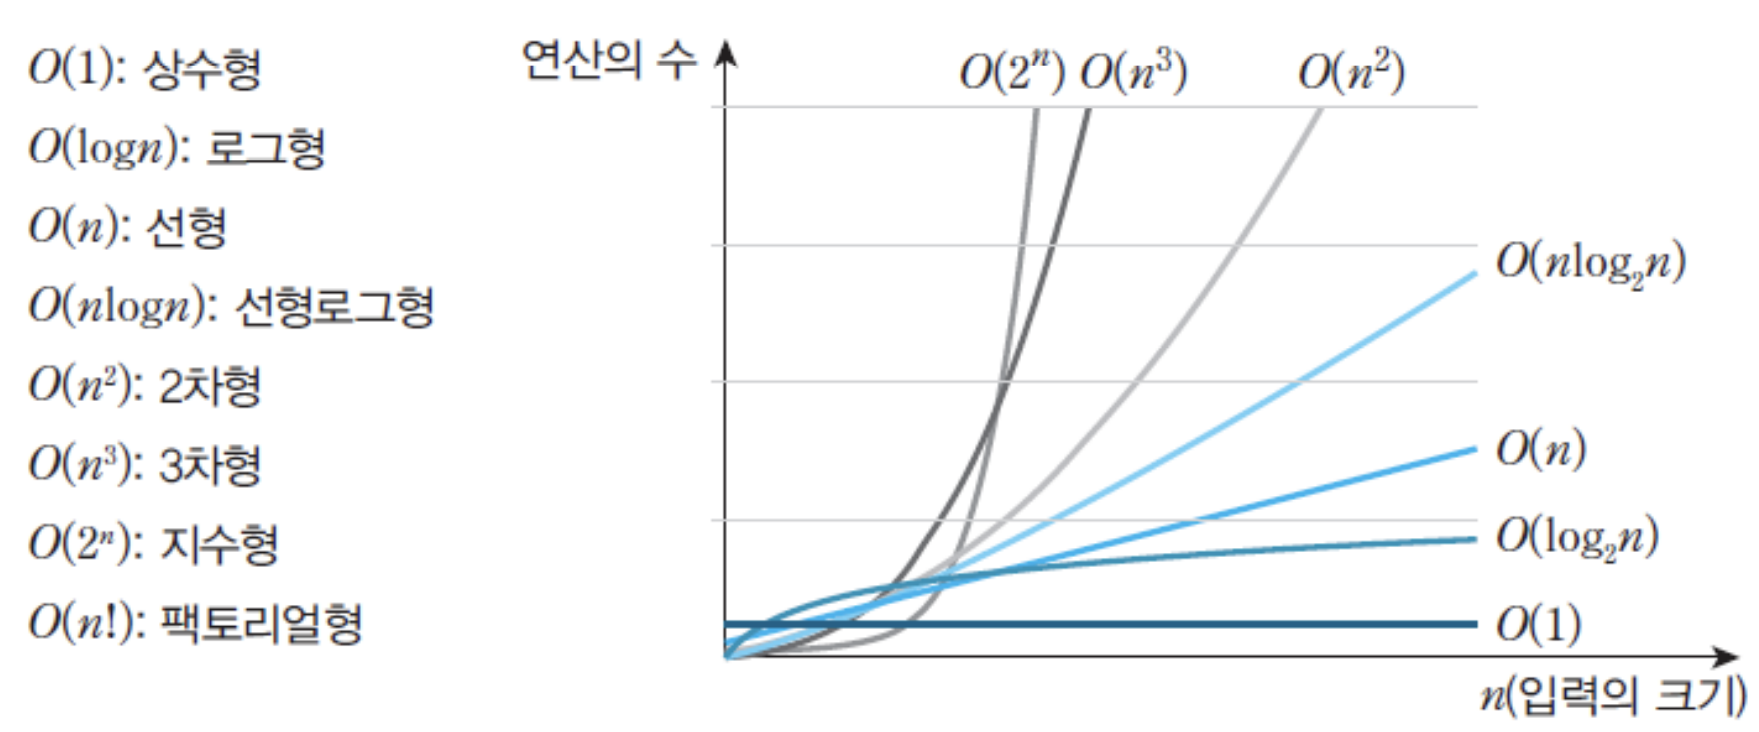 O(1): 상수형
O(logn): 로그형
O(n): 선형
O(nlogn): 선형로그형
O(n²): 2차형
O(n³): 3차형
O(2ⁿ): 지수형
O(n!): 팩토리얼형
연산의 수
O(2ⁿ) O(n³) O(n²)
O(nlog₂n)
O(n)
O(log₂n)
O(1)
n(입력의 크기)